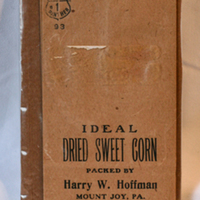 IDEAL
DRIED SWEET CORN
PACKED BY
Harry W. Hoffman
MOUNT JOY, PA.